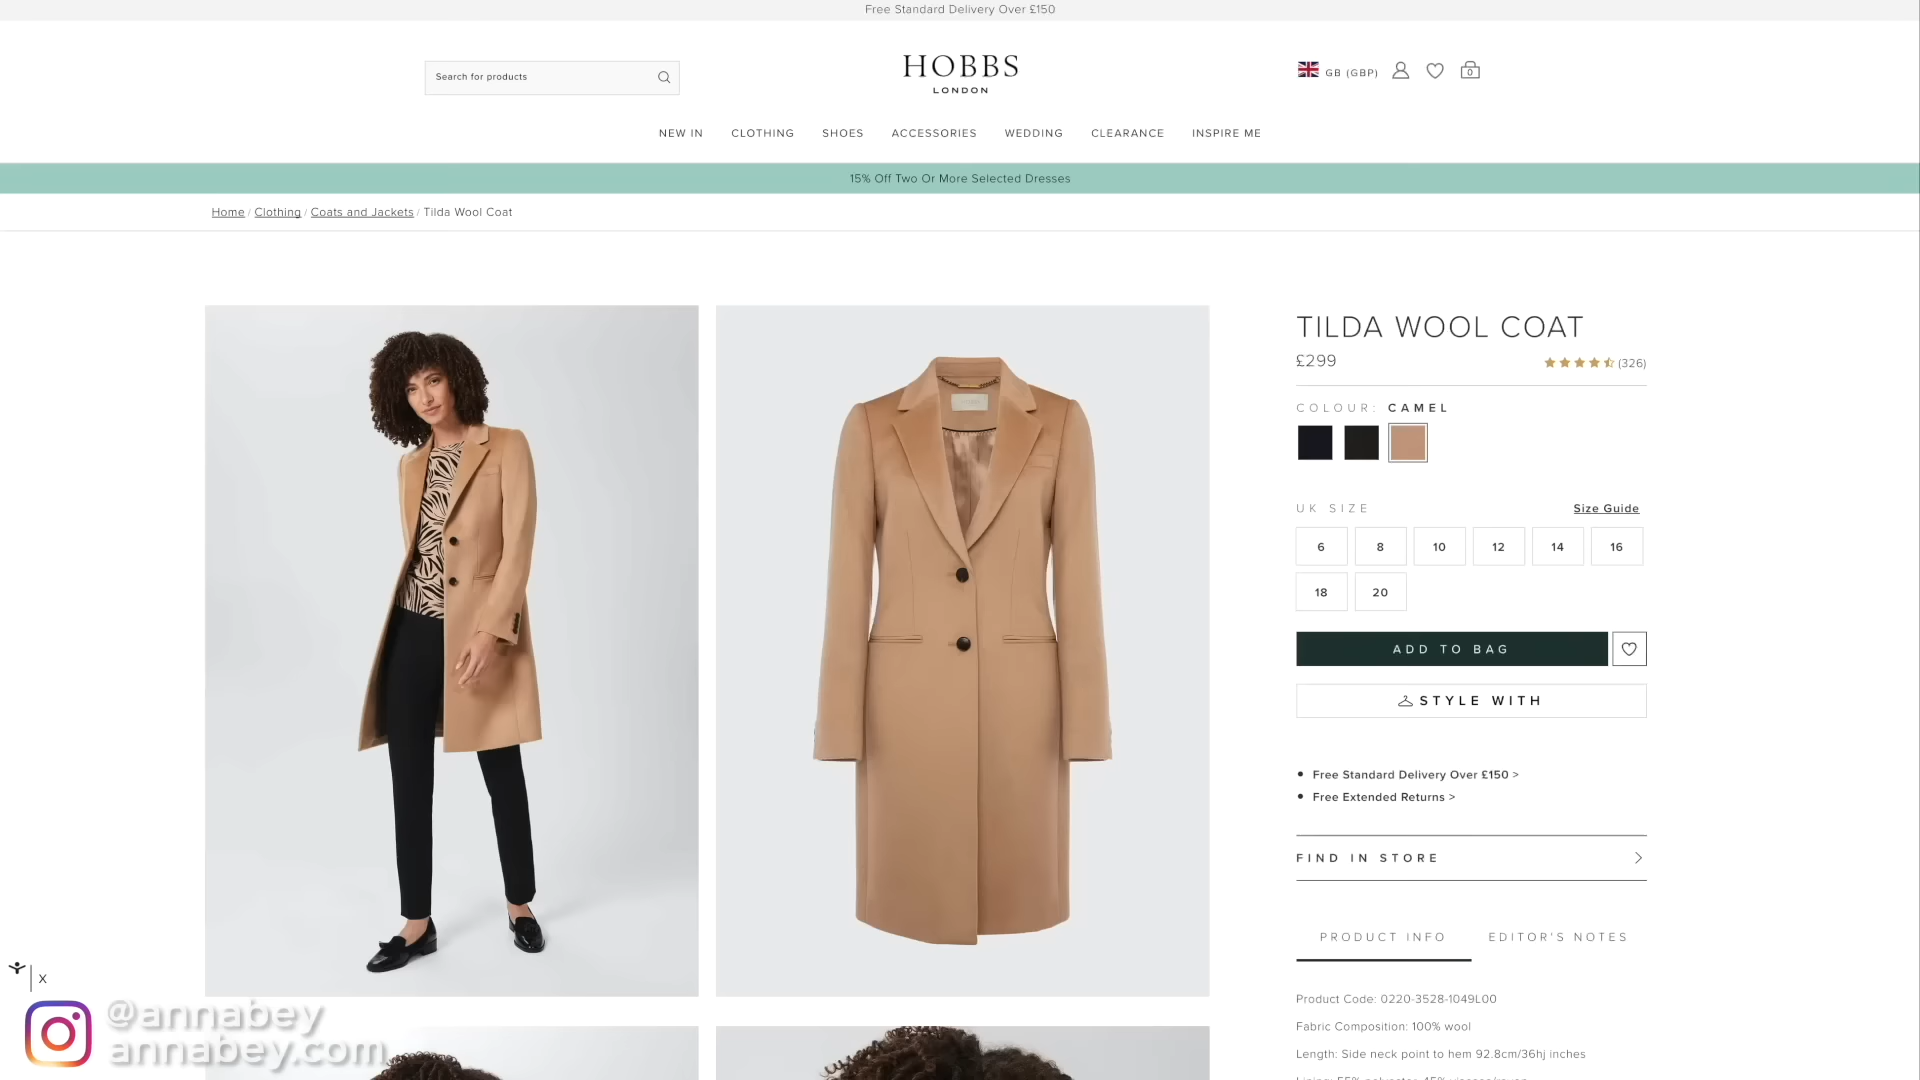 Free Standard Delivery Over £150
Search for products
HOBBS
LONDON
GB (GBP)
0
NEW IN CLOTHING SHOES ACCESSORIES WEDDING CLEARANCE INSPIRE ME
15% Off Two Or More Selected Dresses
Home / Clothing / Coats and Jackets / Tilda Wool Coat
TILDA WOOL COAT
£299
(326)
COLOUR: CAMEL
UK SIZE
Size Guide
6 8 10 12 14 16
18 20
ADD TO BAG
STYLE WITH
Free Standard Delivery Over £150 >
Free Extended Returns >
FIND IN STORE
PRODUCT INFO EDITOR'S NOTES
Product Code: 0220-3528-1049L00
Fabric Composition: 100% wool
Length: Side neck point to hem 92.8cm/36hj inches
X
@annabey
annabey.com